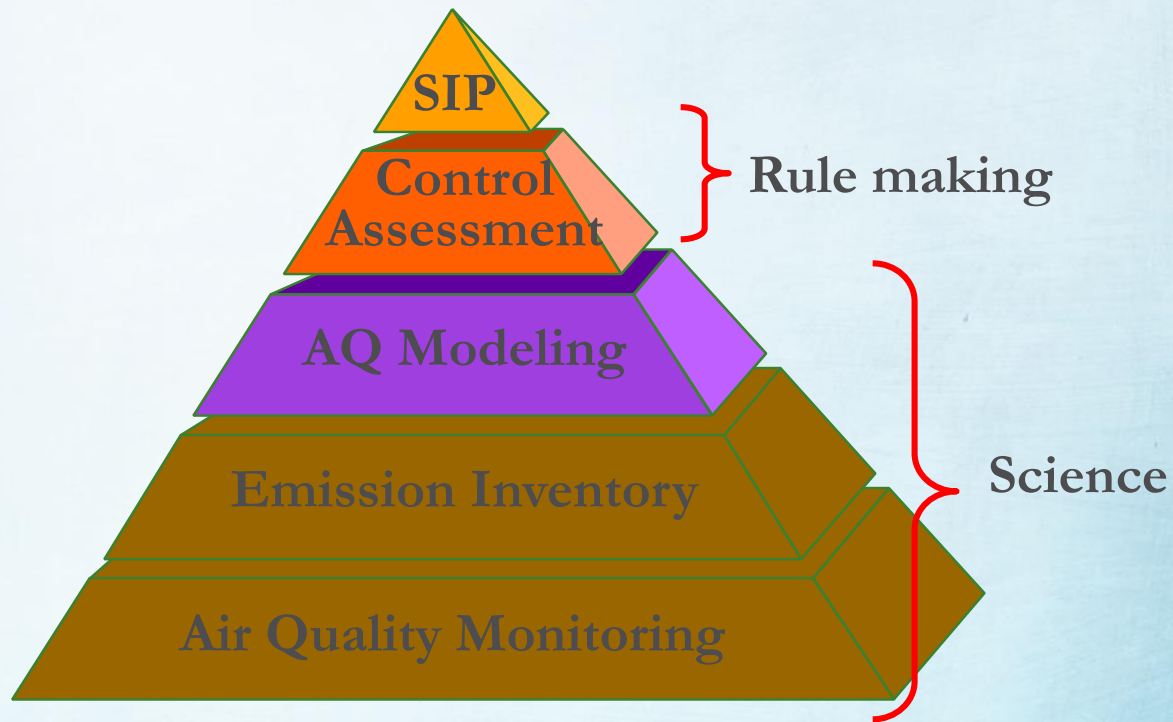 SIP
Control
Assessment
Rule making
AQ Modeling
Emission Inventory
Science
Air Quality Monitoring